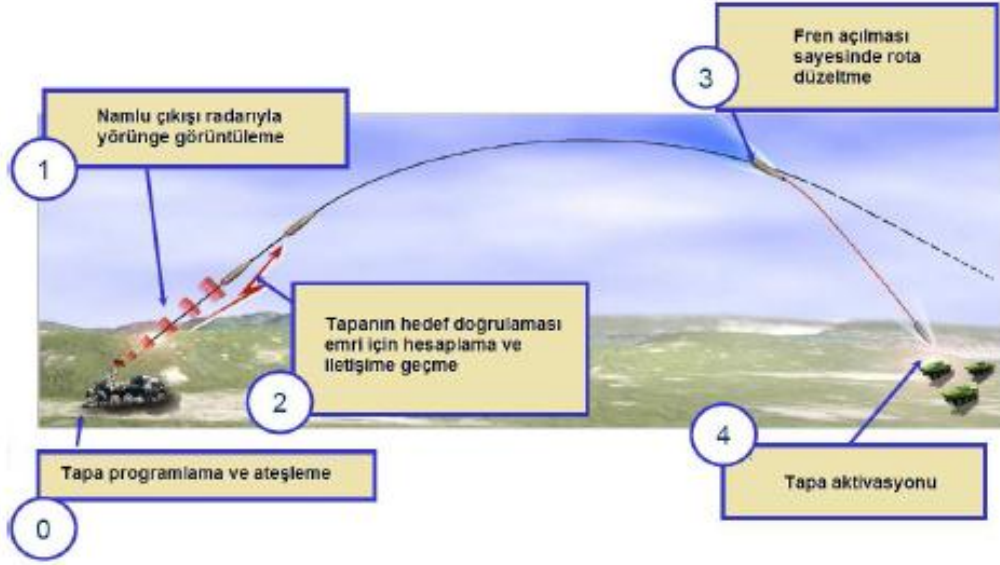 0
Tapa programlama ve ateşleme
1
Namlu çıkışı radarıyla
yörünge görüntüleme
2
Tapanın hedef doğrulaması
emri için hesaplama ve
iletişime geçme
3
Fren açılması
sayesinde rota
düzeltme
4
Tapa aktivasyonu